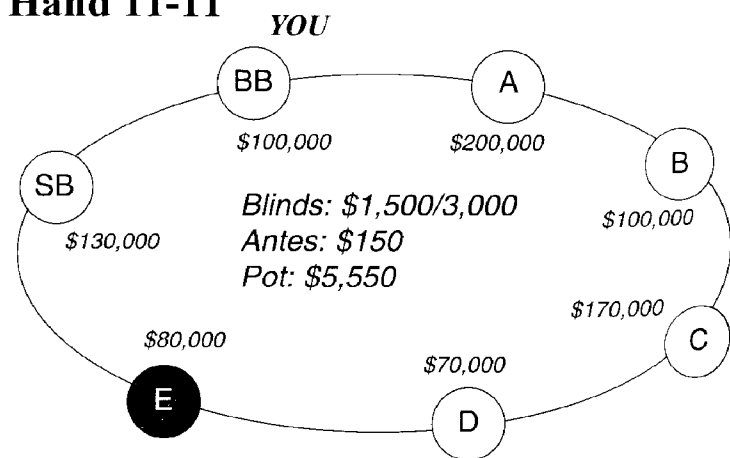 Hand 11-11
YOU
BB
A
$100,000
$200,000
B
SB
Blinds: $1,500/3,000
$100,000
$130,000
Antes: $150
Pot: $5,550
$170,000
C
$80,000
$70,000
E
D